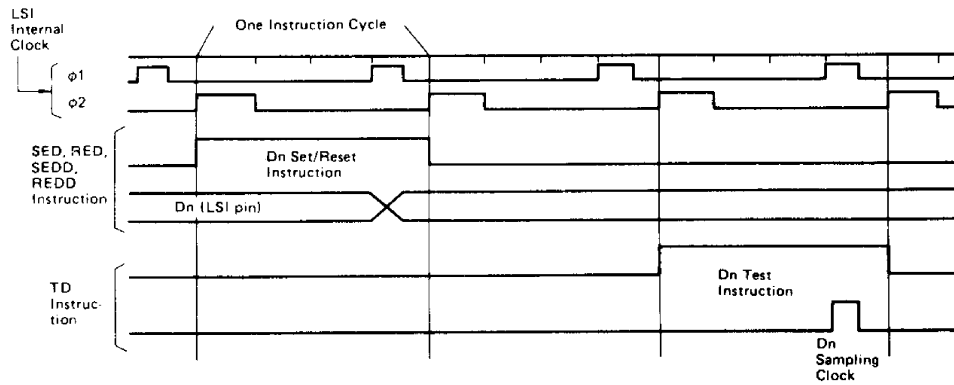 LSI
Internal
Clock
One Instruction Cycle
φ1
φ2
SED, RED,
SEDD,
REDD
Instruction
Dn Set/Reset
Instruction
Dn (LSI pin)
TD
Instruc-
tion
Dn Test
Instruction
Dn
Sampling
Clock